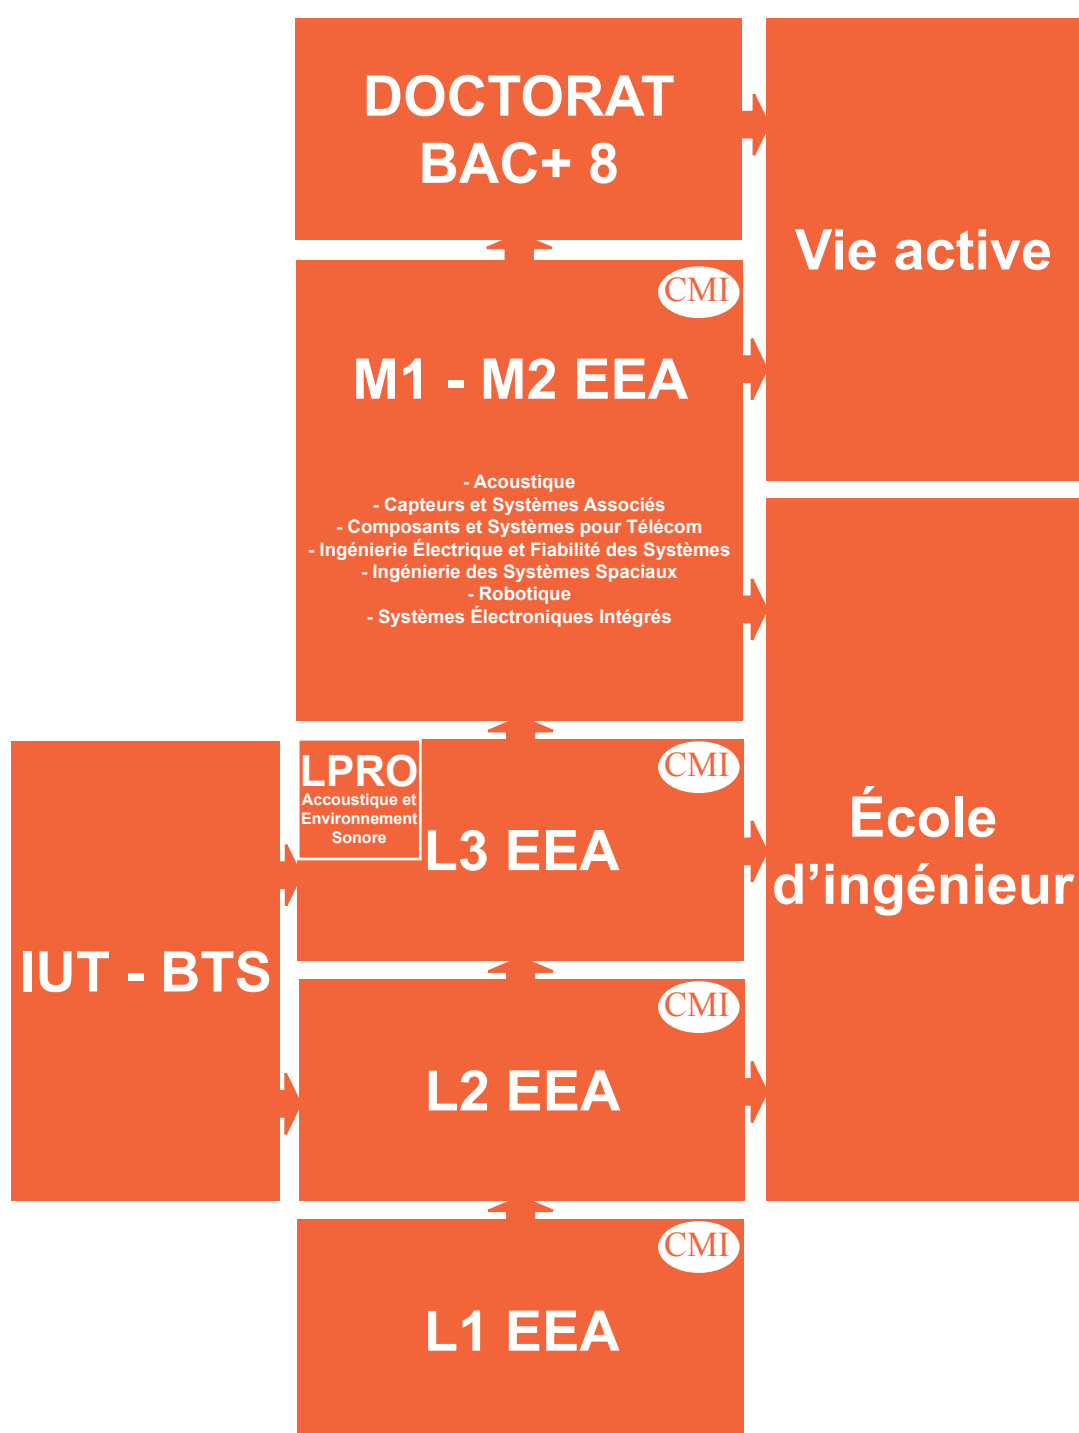 DOCTORAT
BAC+ 8
Vie active
CMI
M1 - M2 EEA
- Acoustique
- Capteurs et Systèmes Associés
- Composants et Systèmes pour Télécom
- Ingénierie Électrique et Fiabilité des Systèmes
- Ingénierie des Systèmes Spaciaux
- Robotique
- Systèmes Électroniques Intégrés
LPRO
Accoustique et
Environnement
Sonore
CMI
L3 EEA
École
d’ingénieur
IUT - BTS
CMI
L2 EEA
CMI
L1 EEA